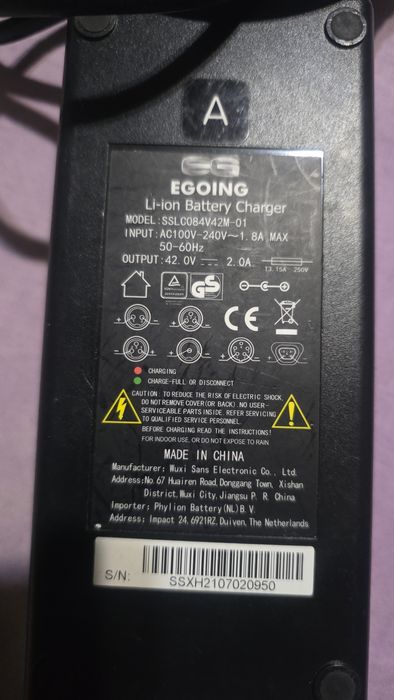 A
EG
EGOING
Li-ion Battery Charger
MODEL:SSLC084V42M-01
INPUT:AC100V-240V~1.8A MAX
50-60Hz
OUTPUT:42.0V⎓ 2.0A
T3.15A 250V
GS
CE
CHARGING
CHARGE-FULL OR DISCONNECT
CAUTION: TO REDUCE THE RISK OF ELECTRIC SHOCK,
DO NOT REMOVE COVER(OR BACK). NO USER-
SERVICEABLE PARTS INSIDE. REFER SERVICING
TO QUALIFIED SERVICE PERSONNEL.
BEFORE CHARGING READ THE INSTRUCTIONS!
FOR INDOOR USE, OR DO NOT EXPOSE TO RAIN
MADE IN CHINA
Manufacturer: Wuxi Sans Electronic Co., Ltd.
Address:No.67 Huairen Road,Donggang Town, Xishan
District,Wuxi City,Jiangsu P. R. China
Importer: Phylion Battery(NL)B.V.
Address: Impact 24,6921RZ,Duiven,The Netherlands
S/N:
SSXH2107020950